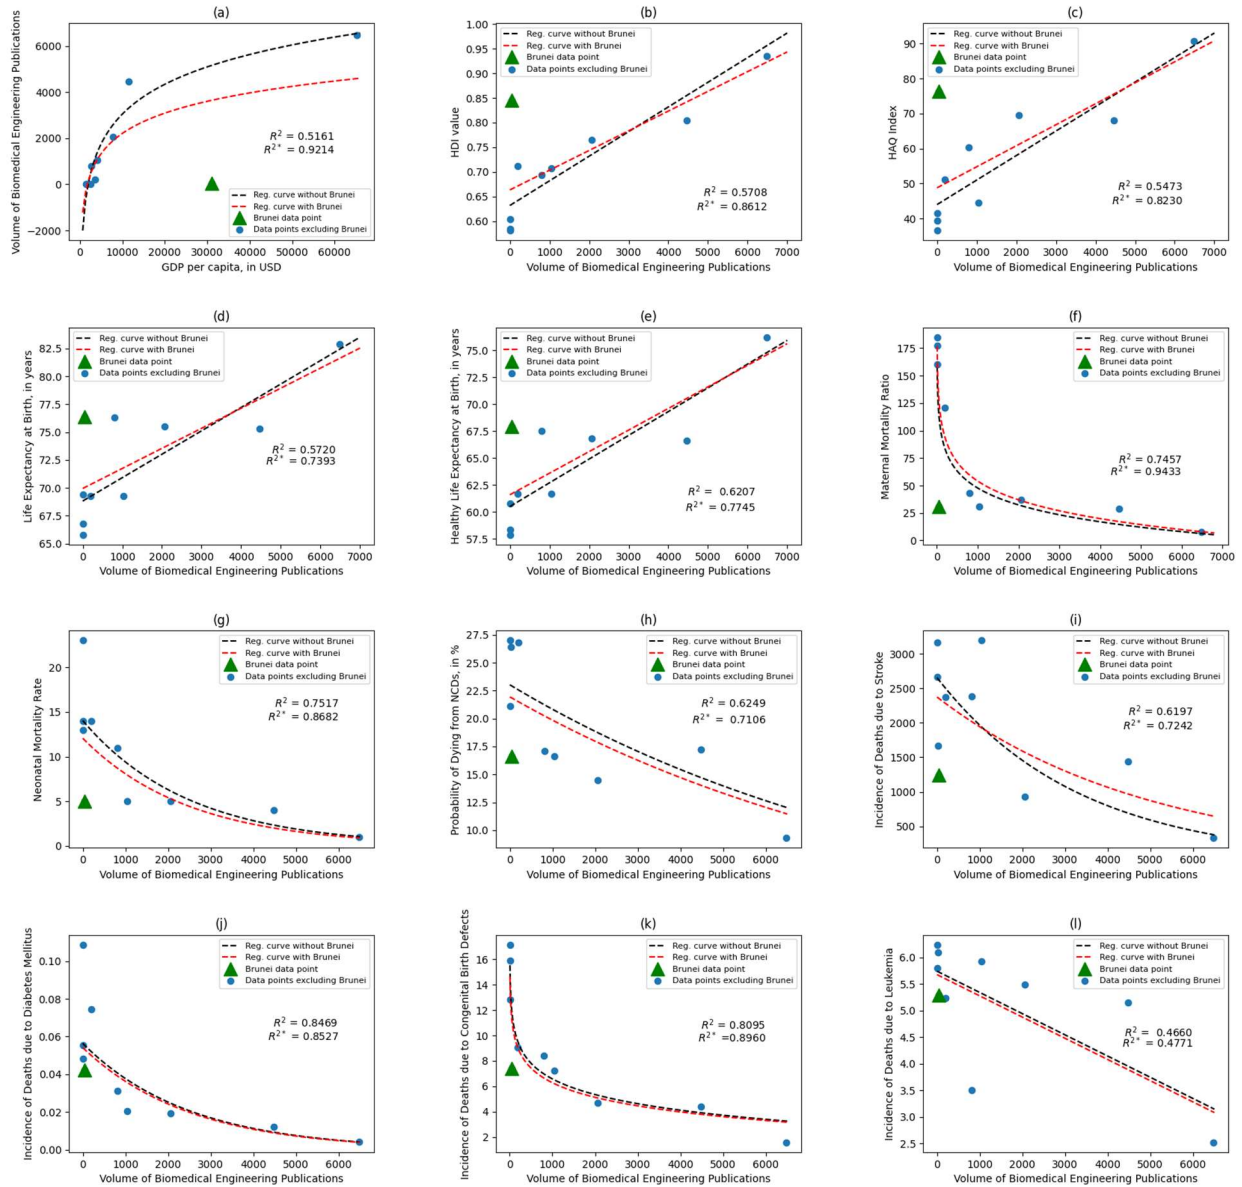 (a)
Volume of Biomedical Engineering Publications
6000
4000
2000
0
−2000
R² = 0.5161
R²* = 0.9214
Reg. curve without Brunei
Reg. curve with Brunei
Brunei data point
Data points excluding Brunei
0 10000 20000 30000 40000 50000 60000
GDP per capita, in USD
(b)
HDI value
1.00
0.95
0.90
0.85
0.80
0.75
0.70
0.65
0.60
Reg. curve without Brunei
Reg. curve with Brunei
Brunei data point
Data points excluding Brunei
R² = 0.5708
R²* = 0.8612
0 1000 2000 3000 4000 5000 6000 7000
Volume of Biomedical Engineering Publications
(c)
HAQ Index
90
80
70
60
50
40
Reg. curve without Brunei
Reg. curve with Brunei
Brunei data point
Data points excluding Brunei
R² = 0.5473
R²* = 0.8230
0 1000 2000 3000 4000 5000 6000 7000
Volume of Biomedical Engineering Publications
(d)
Life Expectancy at Birth, in years
82.5
80.0
77.5
75.0
72.5
70.0
67.5
65.0
Reg. curve without Brunei
Reg. curve with Brunei
Brunei data point
Data points excluding Brunei
R² = 0.5720
R²* = 0.7393
0 1000 2000 3000 4000 5000 6000 7000
Volume of Biomedical Engineering Publications
(e)
Healthy Life Expectancy at Birth, in years
75.0
72.5
70.0
67.5
65.0
62.5
60.0
57.5
Reg. curve without Brunei
Reg. curve with Brunei
Brunei data point
Data points excluding Brunei
R² = 0.6207
R²* = 0.7745
0 1000 2000 3000 4000 5000 6000 7000
Volume of Biomedical Engineering Publications
(f)
Maternal Mortality Ratio
175
150
125
100
75
50
25
0
Reg. curve without Brunei
Reg. curve with Brunei
Brunei data point
Data points excluding Brunei
R² = 0.7457
R²* = 0.9433
0 1000 2000 3000 4000 5000 6000 7000
Volume of Biomedical Engineering Publications
(g)
Neonatal Mortality Rate
20
15
10
5
0
Reg. curve without Brunei
Reg. curve with Brunei
Brunei data point
Data points excluding Brunei
R² = 0.7517
R²* = 0.8682
0 1000 2000 3000 4000 5000 6000
Volume of Biomedical Engineering Publications
(h)
Probability of Dying from NCDs, in %
27.5
25.0
22.5
20.0
17.5
15.0
12.5
10.0
Reg. curve without Brunei
Reg. curve with Brunei
Brunei data point
Data points excluding Brunei
R² = 0.6249
R²* = 0.7106
0 1000 2000 3000 4000 5000 6000
Volume of Biomedical Engineering Publications
(i)
Incidence of Deaths due to Stroke
3000
2500
2000
1500
1000
500
Reg. curve without Brunei
Reg. curve with Brunei
Brunei data point
Data points excluding Brunei
R² = 0.6197
R²* = 0.7242
0 1000 2000 3000 4000 5000 6000
Volume of Biomedical Engineering Publications
(j)
Incidence of Deaths due to Diabetes Mellitus
0.10
0.08
0.06
0.04
0.02
0.00
Reg. curve without Brunei
Reg. curve with Brunei
Brunei data point
Data points excluding Brunei
R² = 0.8469
R²* = 0.8527
0 1000 2000 3000 4000 5000 6000
Volume of Biomedical Engineering Publications
(k)
Incidence of Deaths due to Congenital Birth Defects
16
14
12
10
8
6
4
2
Reg. curve without Brunei
Reg. curve with Brunei
Brunei data point
Data points excluding Brunei
R² = 0.8095
R²* =0.8960
0 1000 2000 3000 4000 5000 6000
Volume of Biomedical Engineering Publications
(l)
Incidence of Deaths due to Leukemia
6.0
5.5
5.0
4.5
4.0
3.5
3.0
2.5
Reg. curve without Brunei
Reg. curve with Brunei
Brunei data point
Data points excluding Brunei
R² = 0.4660
R²* = 0.4771
0 1000 2000 3000 4000 5000 6000
Volume of Biomedical Engineering Publications